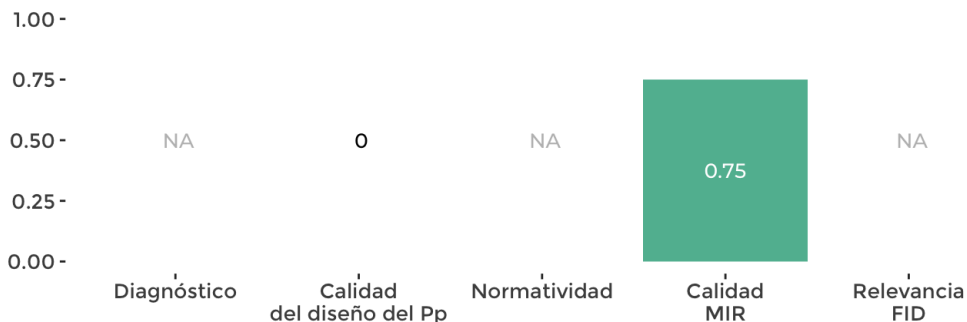 1.00
0.75
0.50
0.25
0.00
NA
0
NA
0.75
NA
Diagnóstico
Calidad
del diseño del Pp
Normatividad
Calidad
MIR
Relevancia
FID